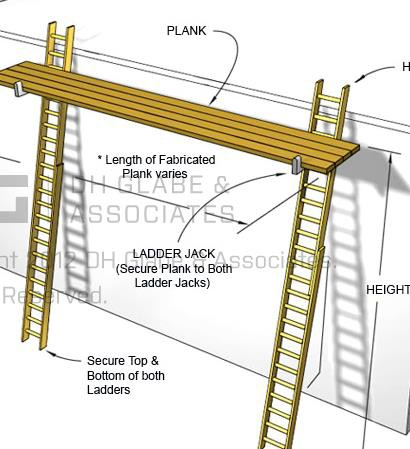 PLANK
H
* Length of Fabricated
Plank varies
DH GLABE &
ASSOCIATES
LADDER JACK
(Secure Plank to Both
Ladder Jacks)
2012 DH Glabe & Associates.
Reserved.
HEIGHT
Secure Top &
Bottom of both
Ladders